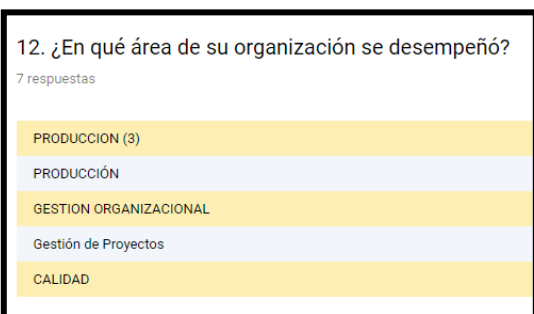 12. ¿En qué área de su organización se desempeñó?
7 respuestas
PRODUCCION (3)
PRODUCCIÓN
GESTION ORGANIZACIONAL
Gestión de Proyectos
CALIDAD